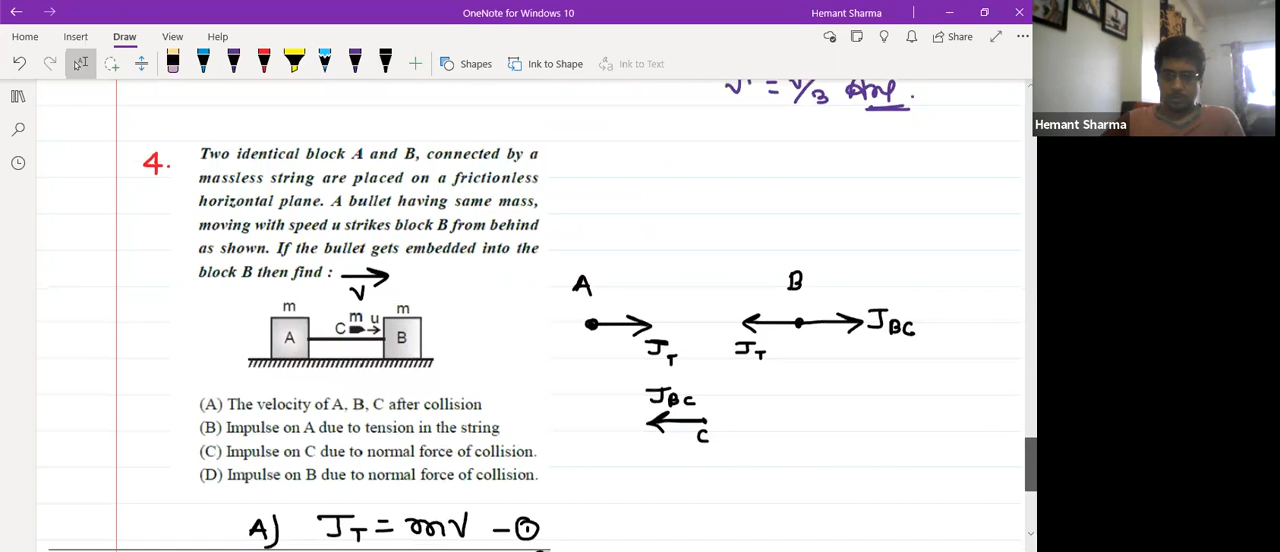 OneNote for Windows 10
Hemant Sharma
Home Insert Draw View Help
Share
Shapes
Ink to Shape
Ink to Text
v' = v/3 Ans.
Hemant Sharma
4.
Two identical block A and B, connected by a
massless string are placed on a frictionless
horizontal plane. A bullet having same mass,
moving with speed u strikes block B from behind
as shown. If the bullet gets embedded into the
block B then find :
v
m m u m
A C B
A B
J_T J_T J_BC
J_BC
C
(A) The velocity of A, B, C after collision
(B) Impulse on A due to tension in the string
(C) Impulse on C due to normal force of collision.
(D) Impulse on B due to normal force of collision.
A) J_T = mv - ①